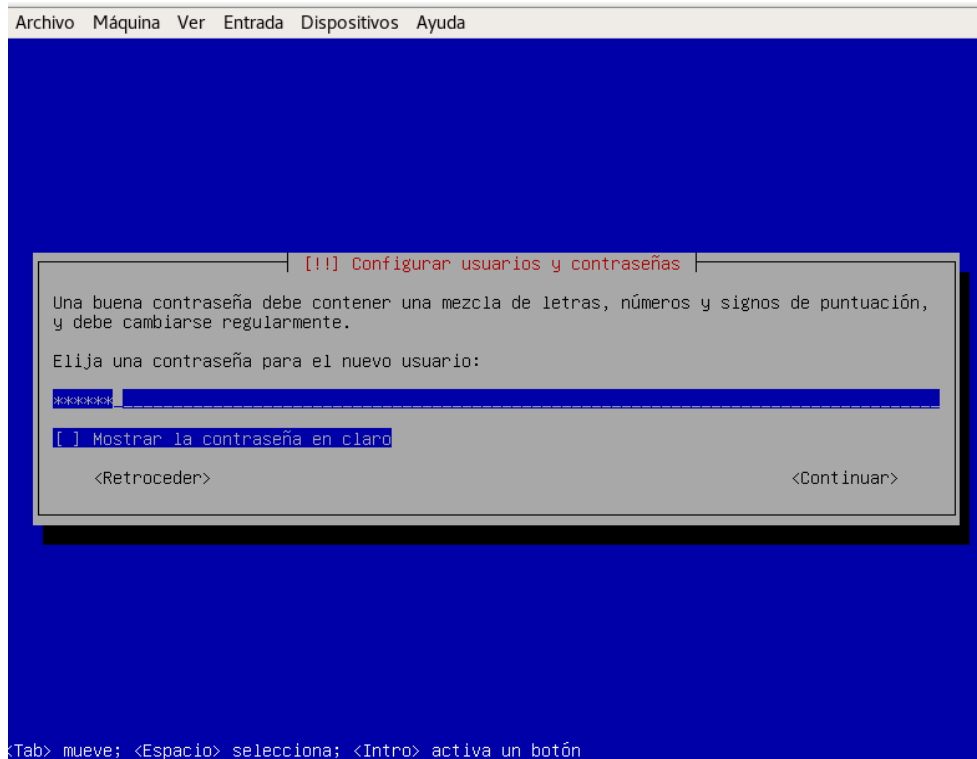 Archivo Máquina Ver Entrada Dispositivos Ayuda
[!!] Configurar usuarios y contraseñas
Una buena contraseña debe contener una mezcla de letras, números y signos de puntuación,
y debe cambiarse regularmente.
Elija una contraseña para el nuevo usuario:
******_______________________________________________________________________________
[ ] Mostrar la contraseña en claro
<Retroceder> <Continuar>
<Tab> mueve; <Espacio> selecciona; <Intro> activa un botón